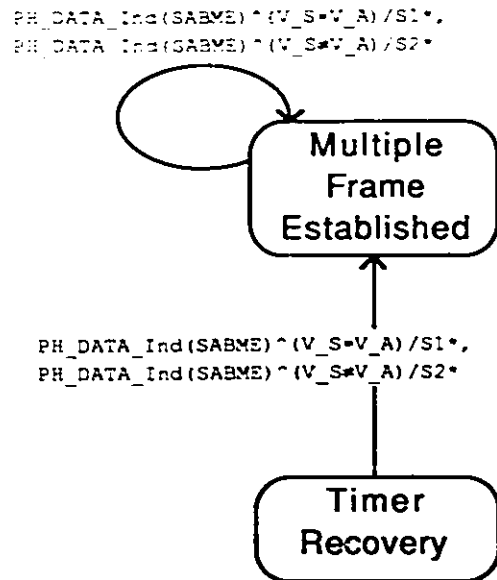 PH_DATA_Ind(SABME)^(V_S=V_A)/S1*,
PH_DATA_Ind(SABME)^(V_S≠V_A)/S2*
Multiple
Frame
Established
PH_DATA_Ind(SABME)^(V_S=V_A)/S1*,
PH_DATA_Ind(SABME)^(V_S≠V_A)/S2*
Timer
Recovery